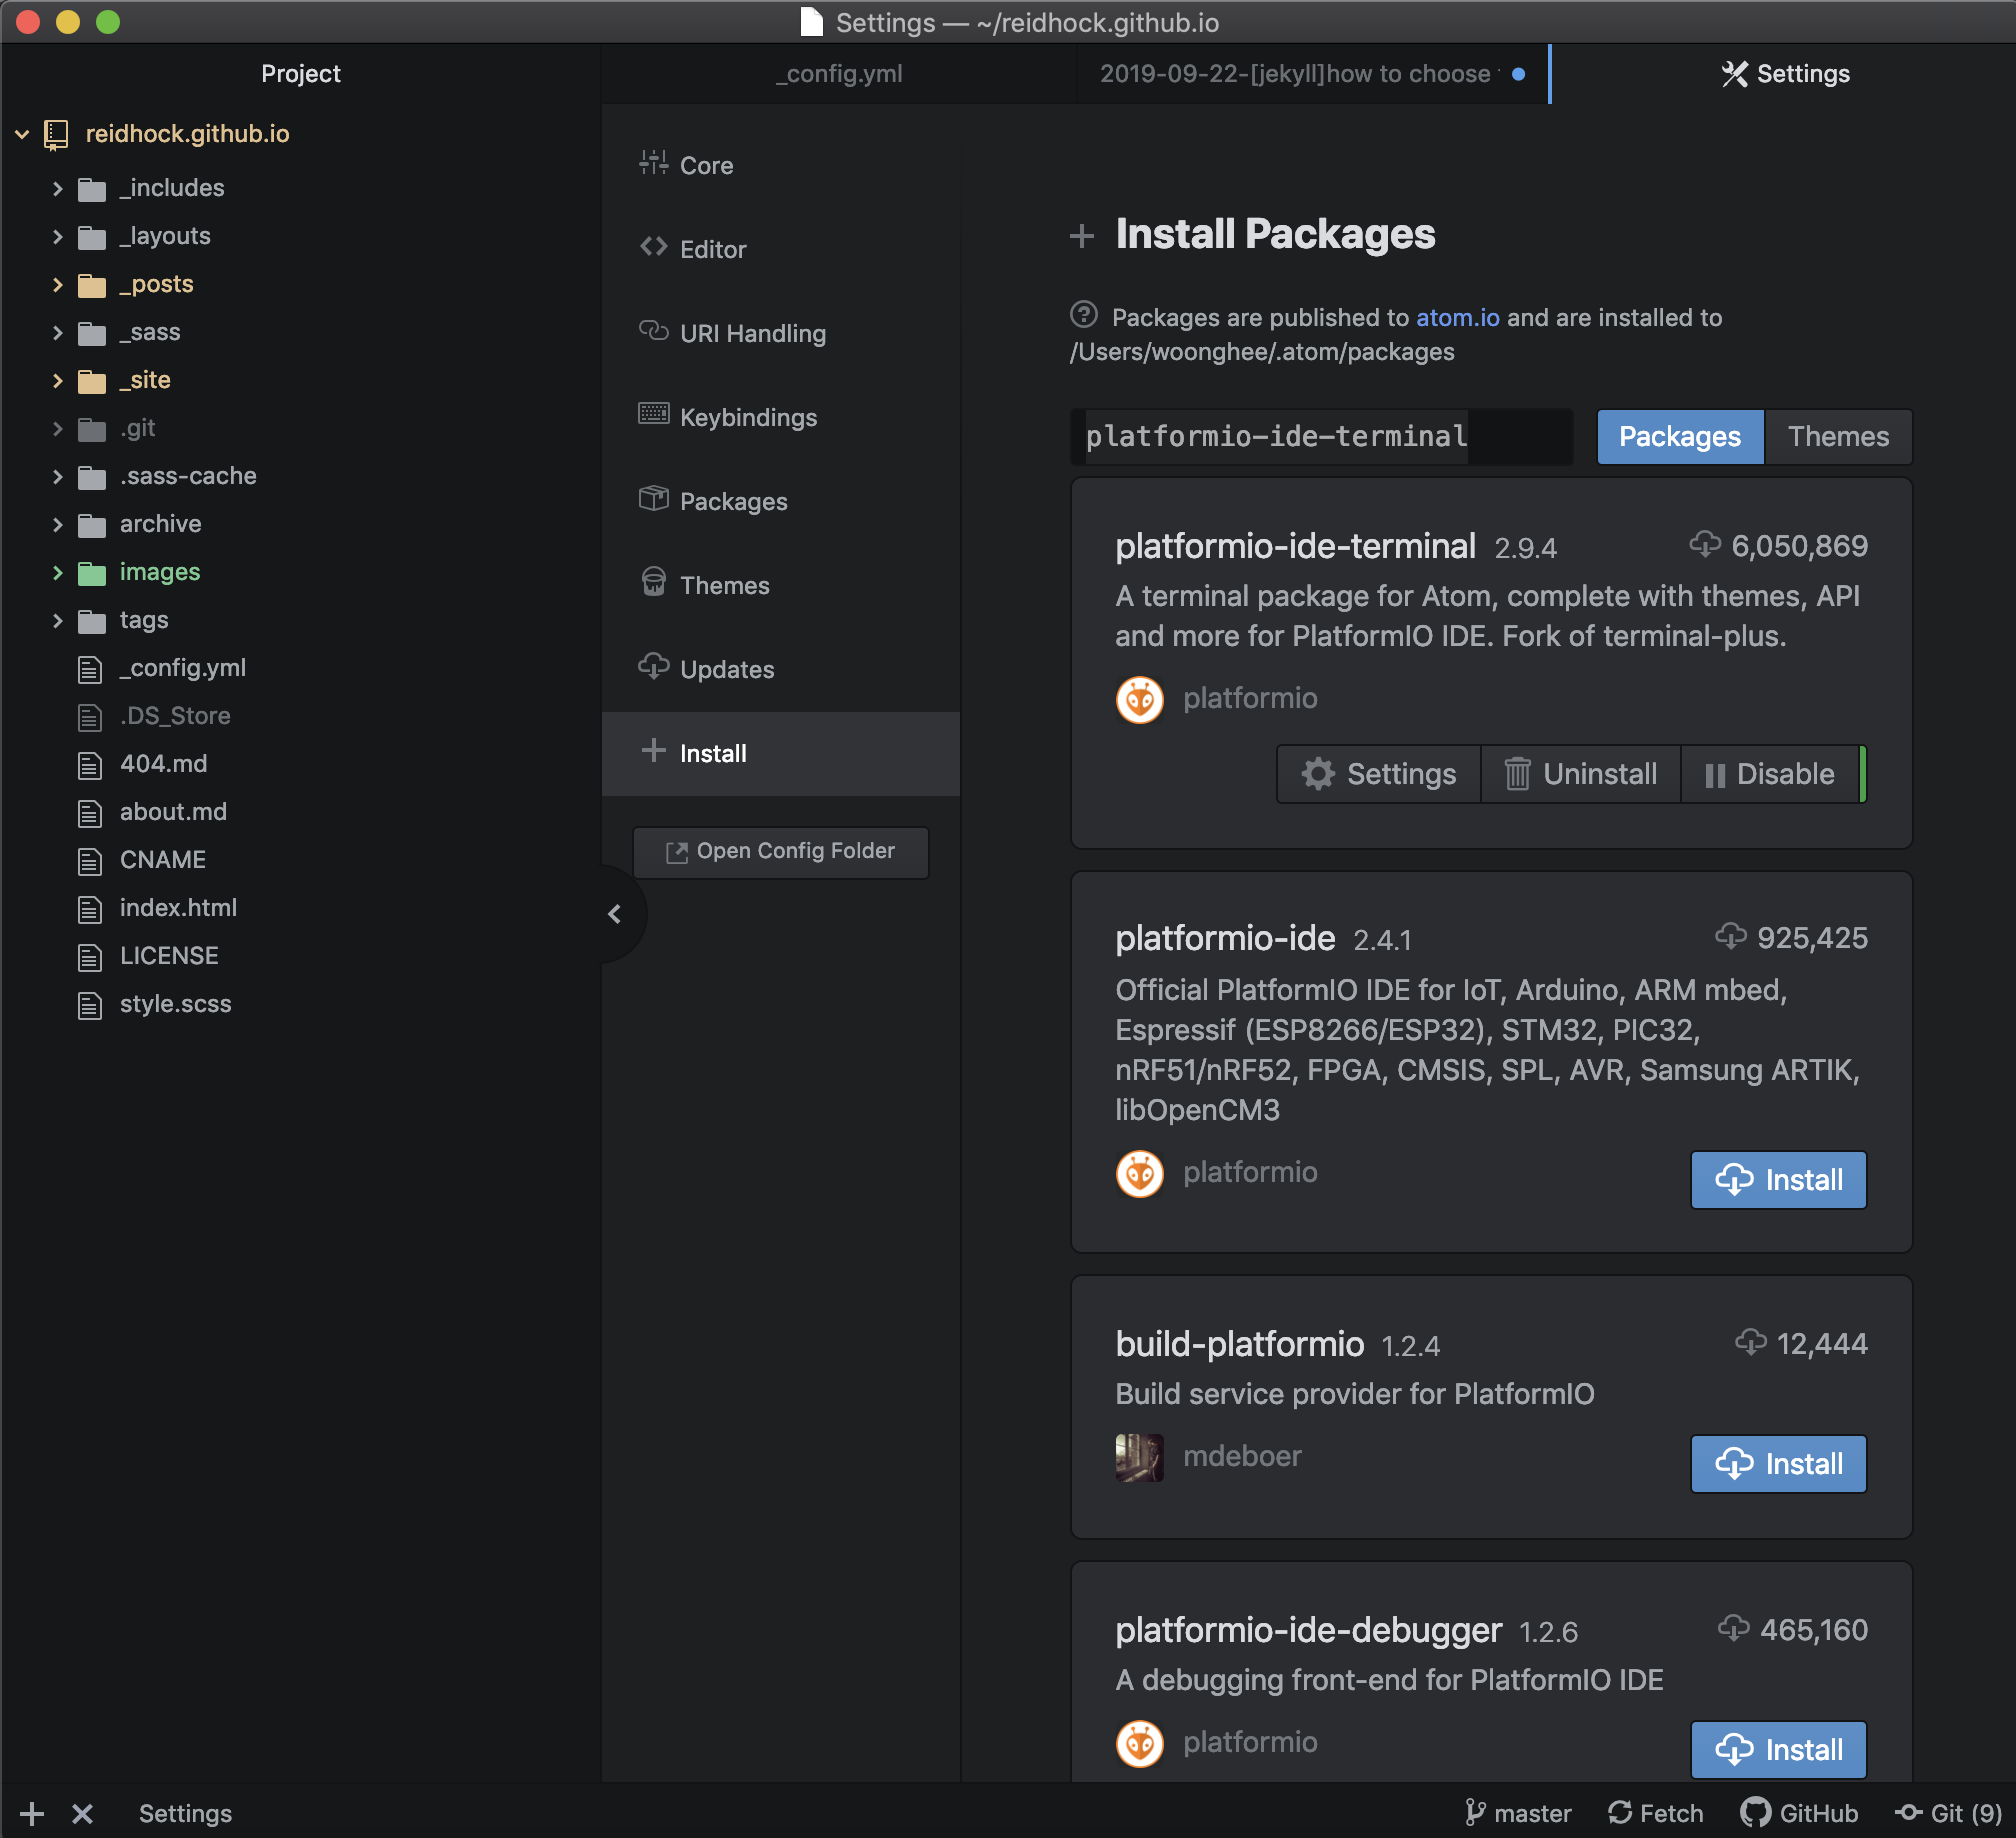 Settings — ~/reidhock.github.io
Project
_config.yml
2019-09-22-[jekyll]how to choose
Settings
reidhock.github.io
_includes
_layouts
_posts
_sass
_site
.git
.sass-cache
archive
images
tags
_config.yml
.DS_Store
404.md
about.md
CNAME
index.html
LICENSE
style.scss
Core
Editor
URI Handling
Keybindings
Packages
Themes
Updates
Install
Open Config Folder
Install Packages
Packages are published to atom.io and are installed to
/Users/woonghee/.atom/packages
platformio-ide-terminal
Packages
Themes
platformio-ide-terminal 2.9.4
6,050,869
A terminal package for Atom, complete with themes, API
and more for PlatformIO IDE. Fork of terminal-plus.
platformio
Settings
Uninstall
Disable
platformio-ide 2.4.1
925,425
Official PlatformIO IDE for IoT, Arduino, ARM mbed,
Espressif (ESP8266/ESP32), STM32, PIC32,
nRF51/nRF52, FPGA, CMSIS, SPL, AVR, Samsung ARTIK,
libOpenCM3
platformio
Install
build-platformio 1.2.4
12,444
Build service provider for PlatformIO
mdeboer
Install
platformio-ide-debugger 1.2.6
465,160
A debugging front-end for PlatformIO IDE
platformio
Install
Settings
master
Fetch
GitHub
Git (9)